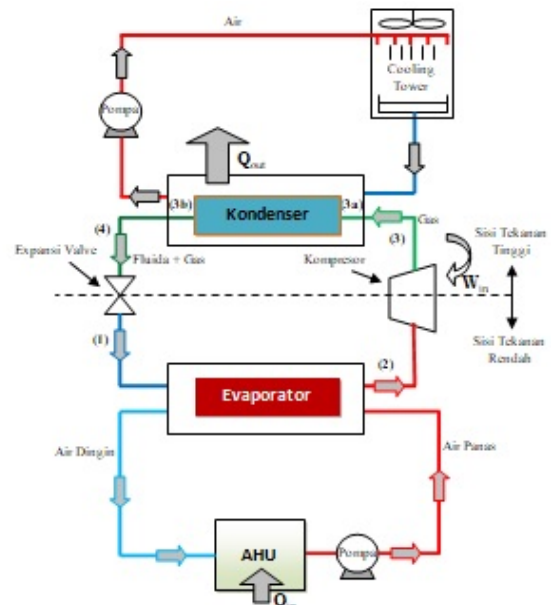 Air
Cooling
Tower
Pompa
Qout
(3b)
(3a)
Kondenser
(4)
Gas
(3)
Expansi Valve
Fluida + Gas
Kompresor
Sisi Tekanan
Tinggi
Win
(1)
(2)
Sisi Tekanan
Rendah
Evaporator
Air Dingin
Air Panas
AHU
Pompa